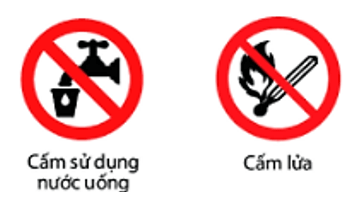 Cấm sử dụng
nước uống
Cấm lửa